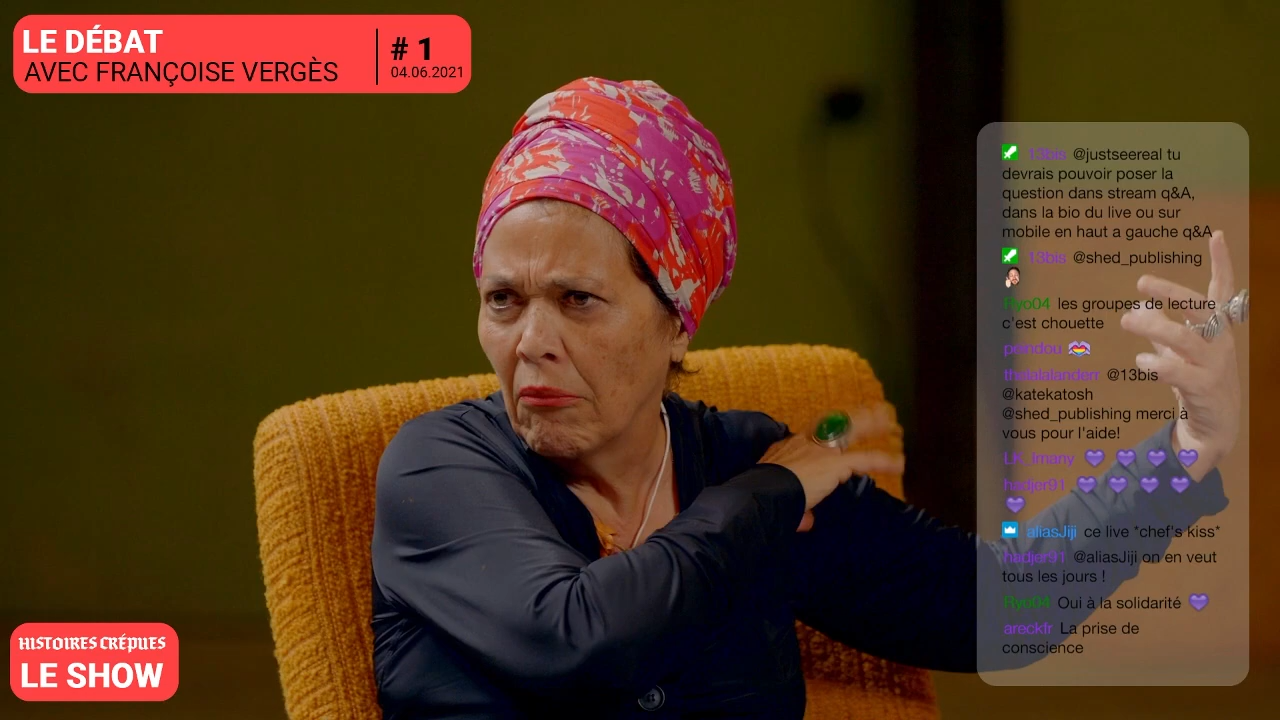 LE DÉBAT
AVEC FRANÇOISE VERGÈS
# 1
04.06.2021
13bis @justseereal tu
devrais pouvoir poser la
question dans stream q&A,
dans la bio du live ou sur
mobile en haut a gauche q&A
13bis @shed_publishing
Ryo04 les groupes de lecture
c'est chouette
thalalalanderr @13bis
@katekatosh
@shed_publishing merci à
vous pour l'aide!
LK_imany 💜 💜 💜 💜
hadjer91 💜 💜 💜 💜
💜
aliasJiji ce live *chef's kiss*
hadjer91 @aliasJiji on en veut
tous les jours !
Ryo04 Oui à la solidarité 💜
areckfr La prise de
conscience
HISTOIRES CRÉPUES
LE SHOW